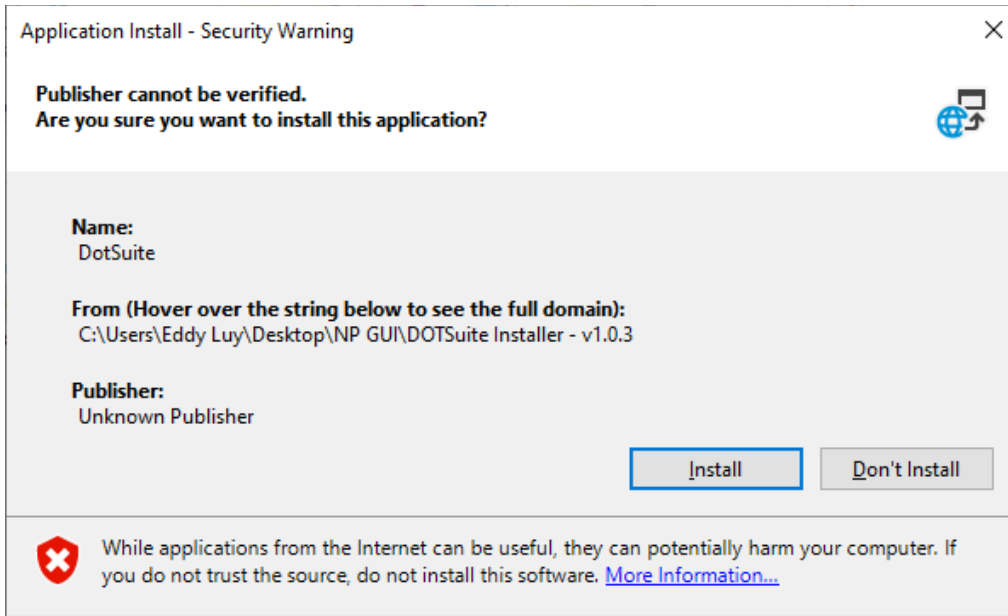 Application Install - Security Warning
Publisher cannot be verified.
Are you sure you want to install this application?
Name:
DotSuite
From (Hover over the string below to see the full domain):
C:\Users\Eddy Luy\Desktop\NP GUI\DOTSuite Installer - v1.0.3
Publisher:
Unknown Publisher
Install
Don't Install
While applications from the Internet can be useful, they can potentially harm your computer. If
you do not trust the source, do not install this software. More Information...